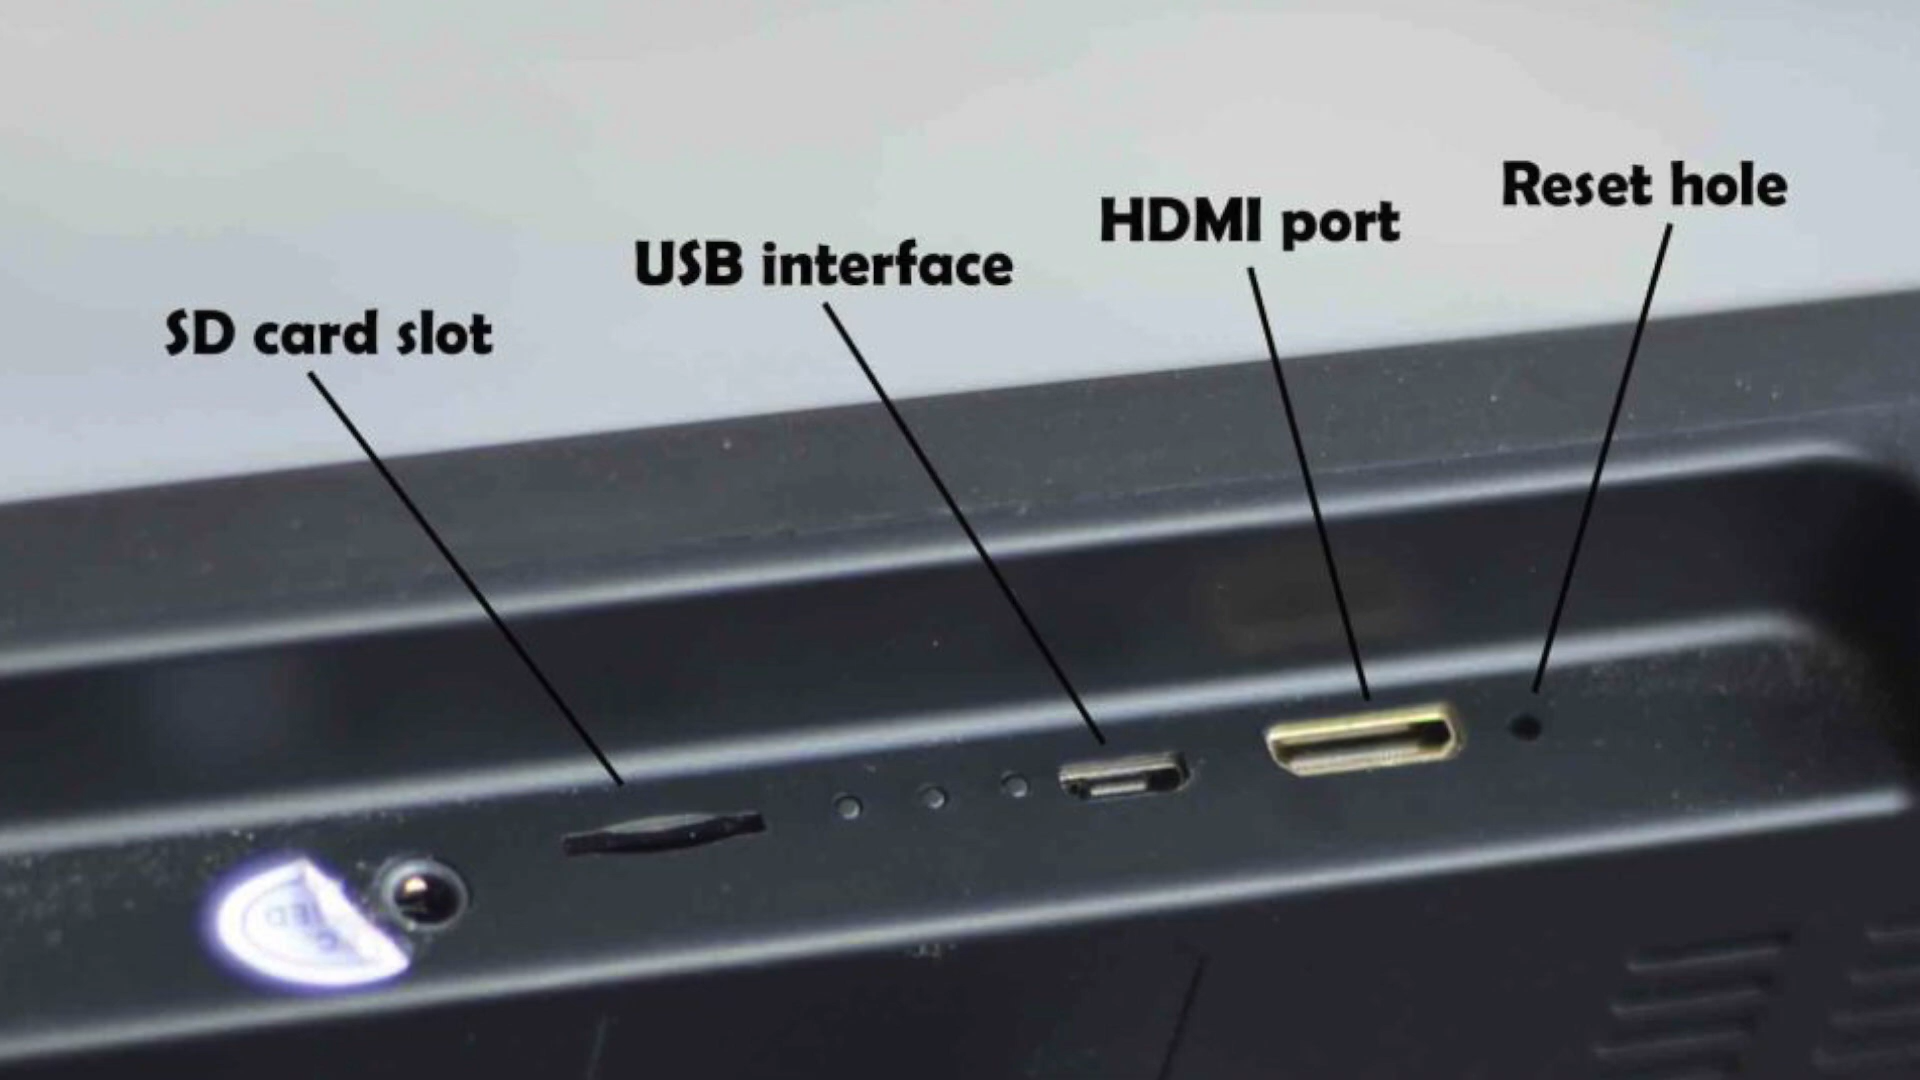 Reset hole
HDMI port
USB interface
SD card slot